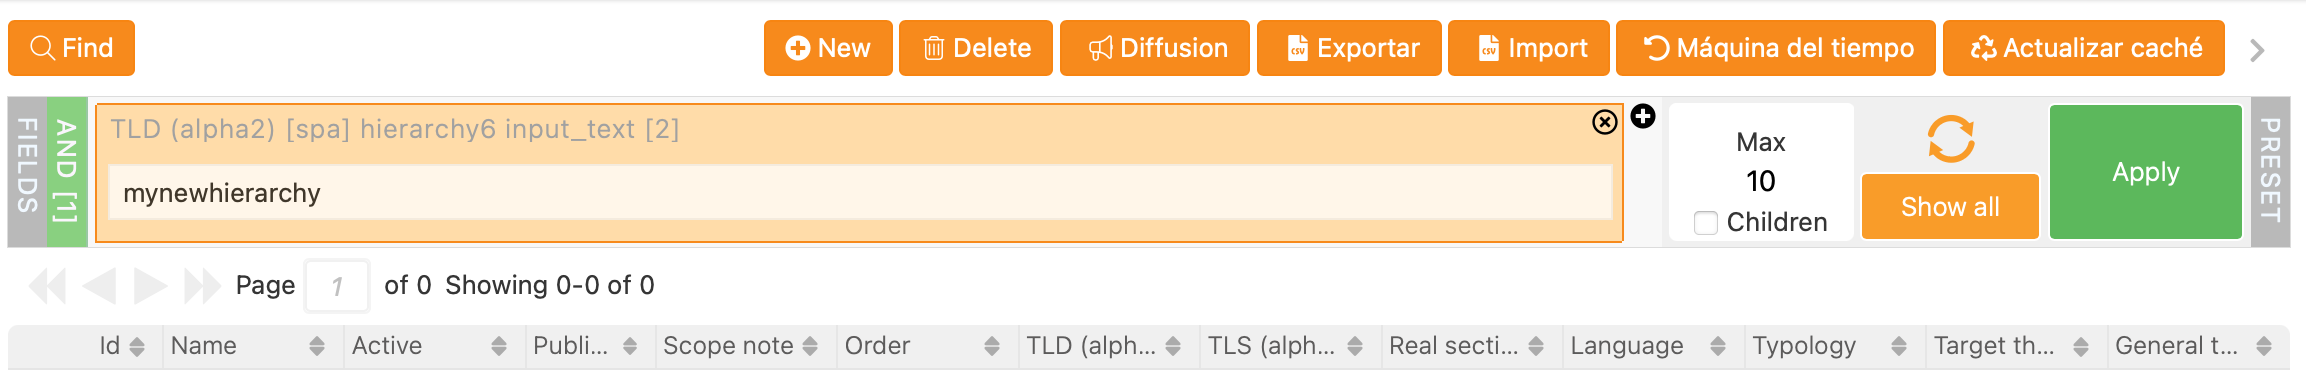 Find New Delete Diffusion Exportar Import Máquina del tiempo Actualizar caché
FIELDS
AND [1]
TLD (alpha2) [spa] hierarchy6 input_text [2]
mynewhierarchy
Max
10
Children
Show all
Apply
PRESET
Page 1 of 0 Showing 0-0 of 0
Id Name Active Publi... Scope note Order TLD (alph... TLS (alph... Real secti... Language Typology Target th... General t...